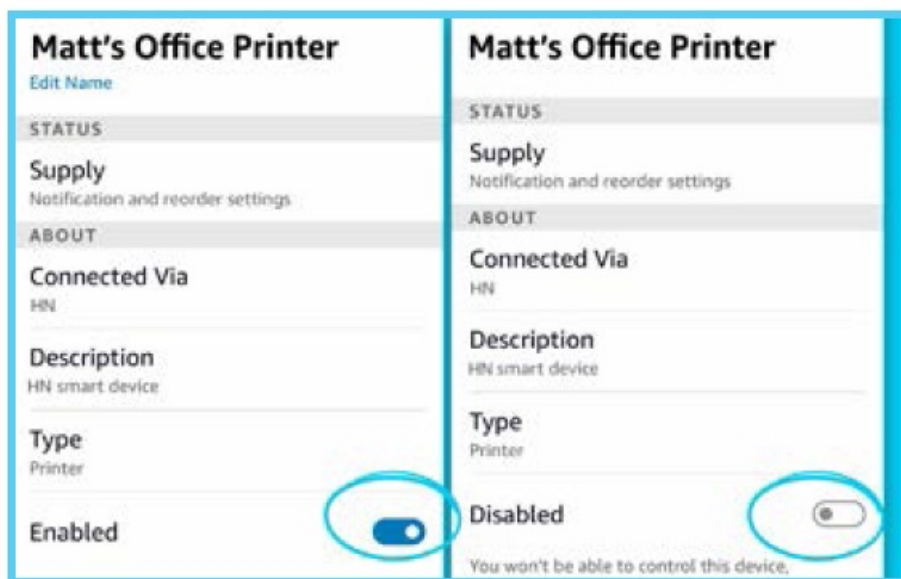 Matt's Office Printer
Edit Name
STATUS
Supply
Notification and reorder settings
ABOUT
Connected Via
HN
Description
HN smart device
Type
Printer
Enabled
Matt's Office Printer
STATUS
Supply
Notification and reorder settings
ABOUT
Connected Via
HN
Description
HN smart device
Type
Printer
Disabled
You won't be able to control this device.